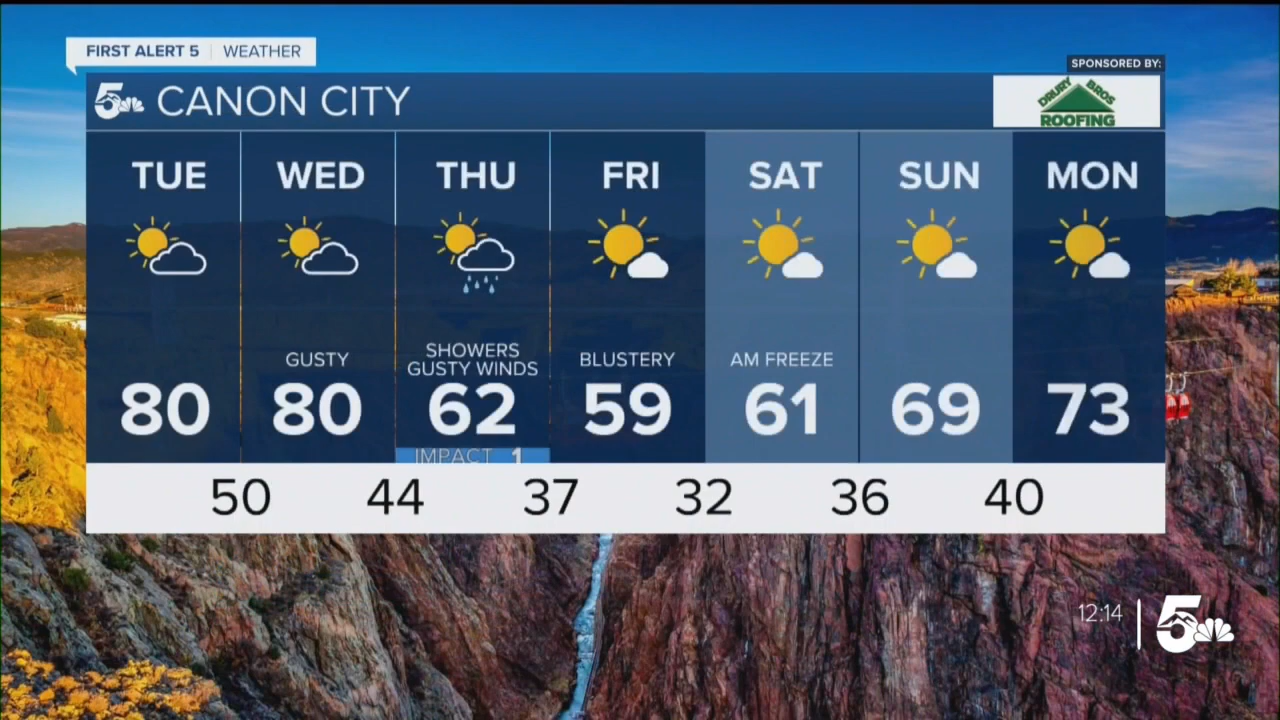 FIRST ALERT 5 | WEATHER
SPONSORED BY:
5 CANON CITY
DRURY BROS
ROOFING
TUE WED THU FRI SAT SUN MON
GUSTY SHOWERS GUSTY WINDS BLUSTERY AM FREEZE
80 80 62 59 61 69 73
IMPACT 1
50 44 37 32 36 40
12:14 5